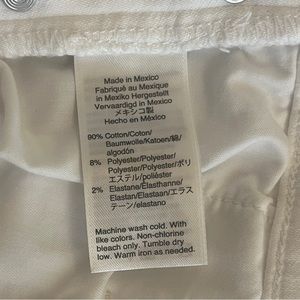 Made in Mexico
Fabriqué au Mexique
in Mexiko Hergestellt
Vervaardigd in Mexico
メキシコ製
Hecho en México
90% Cotton/Coton/
Baumwolle/Katoen/綿/
algodón
8% Polyester/Polyester/
Polyester/Polyester/ポリ
エステル/poliéster
2% Elastane/Élasthanne/
Elastan/Elastaan/エラス
テーン/elastano
Machine wash cold. With
like colors. Non-chlorine
bleach only. Tumble dry
low. Warm iron as needed.